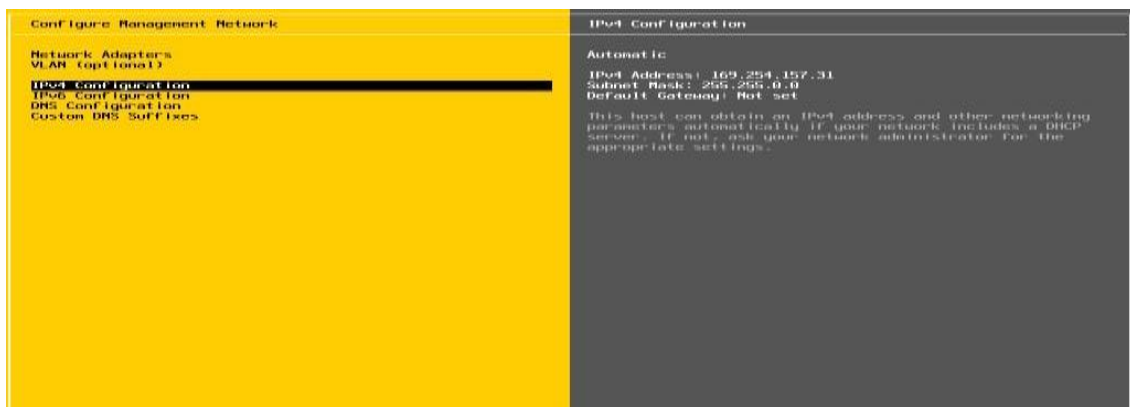 Configure Management Network
Network Adapters
VLAN (optional)
IPv4 Configuration
IPv6 Configuration
DNS Configuration
Custom DNS Suffixes
IPv4 Configuration
Automatic
IPv4 Address: 169.254.157.31
Subnet Mask: 255.255.0.0
Default Gateway: Not set
This host can obtain an IPv4 address and other networking
parameters automatically if your network includes a DHCP
server. If not, ask your network administrator for the
appropriate settings.